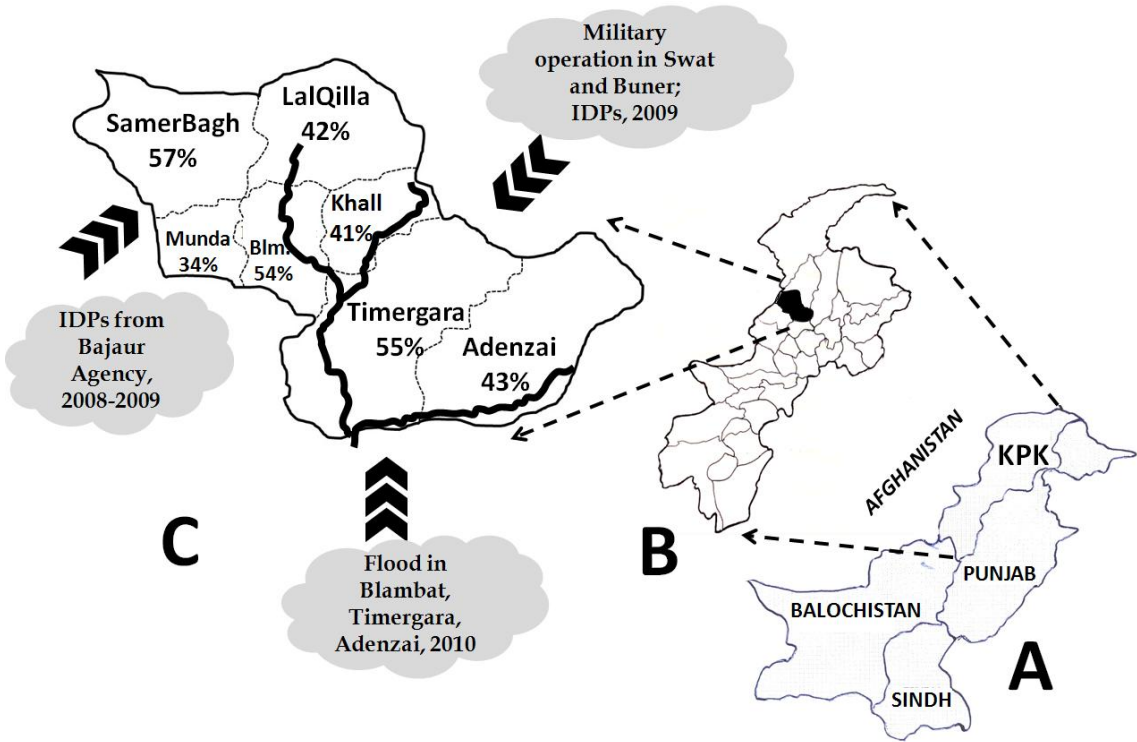 Military
operation in Swat
and Buner;
IDPs, 2009
LalQilla
42%
SamerBagh
57%
Khall
41%
Munda
34%
Blm.
54%
IDPs from
Bajaur
Agency,
2008-2009
Timergara
55%
Adenzai
43%
C
Flood in
Blambat,
Timergara,
Adenzai, 2010
B
AFGHANISTAN
KPK
PUNJAB
BALOCHISTAN
SINDH
A